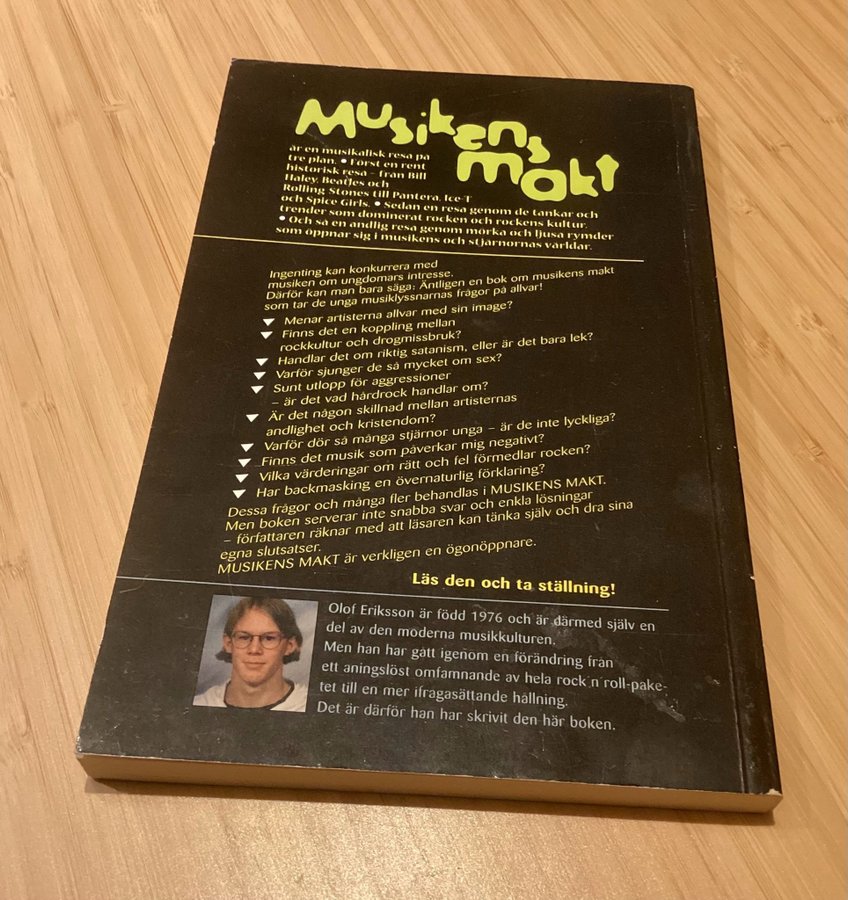 Musikens
makt
är en musikalisk resa på
tre plan. • Först en rent
historisk resa - från Bill
Haley, Beatles och
Rolling Stones till Pantera, Ice-T
och Spice Girls. • Sedan en resa genom de tankar och
trender som dominerat rocken och rockens kultur.
• Och så en andlig resa genom mörka och ljusa rymder
som öppnar sig i musikens och stjärnornas världar.
Ingenting kan konkurrera med
musiken om ungdomars intresse.
Därför kan man bara säga: Äntligen en bok om musikens makt
som tar de unga musiklyssnarnas frågor på allvar!
▼ Menar artisterna allvar med sin image?
▼ Finns det en koppling mellan
rockkultur och drogmissbruk?
▼ Handlar det om riktig satanism, eller är det bara lek?
▼ Varför sjunger de så mycket om sex?
▼ Sunt utlopp för aggressioner
– är det vad hårdrock handlar om?
▼ Är det någon skillnad mellan artisternas
andlighet och kristendom?
▼ Varför dör så många stjärnor unga – är de inte lyckliga?
▼ Finns det musik som påverkar mig negativt?
▼ Vilka värderingar om rätt och fel förmedlar rocken?
▼ Har backmasking en övernaturlig förklaring?
Dessa frågor och många fler behandlas i MUSIKENS MAKT.
Men boken serverar inte snabba svar och enkla lösningar
– författaren räknar med att läsaren kan tänka själv och dra sina
egna slutsatser.
MUSIKENS MAKT är verkligen en ögonöppnare.
Läs den och ta ställning!
Olof Eriksson är född 1976 och är därmed själv en
del av den moderna musikkulturen.
Men han har gått igenom en förändring från
ett aningslöst omfamnande av hela rock'n'roll-pake-
tet till en mer ifrågasättande hållning.
Det är därför han har skrivit den här boken.